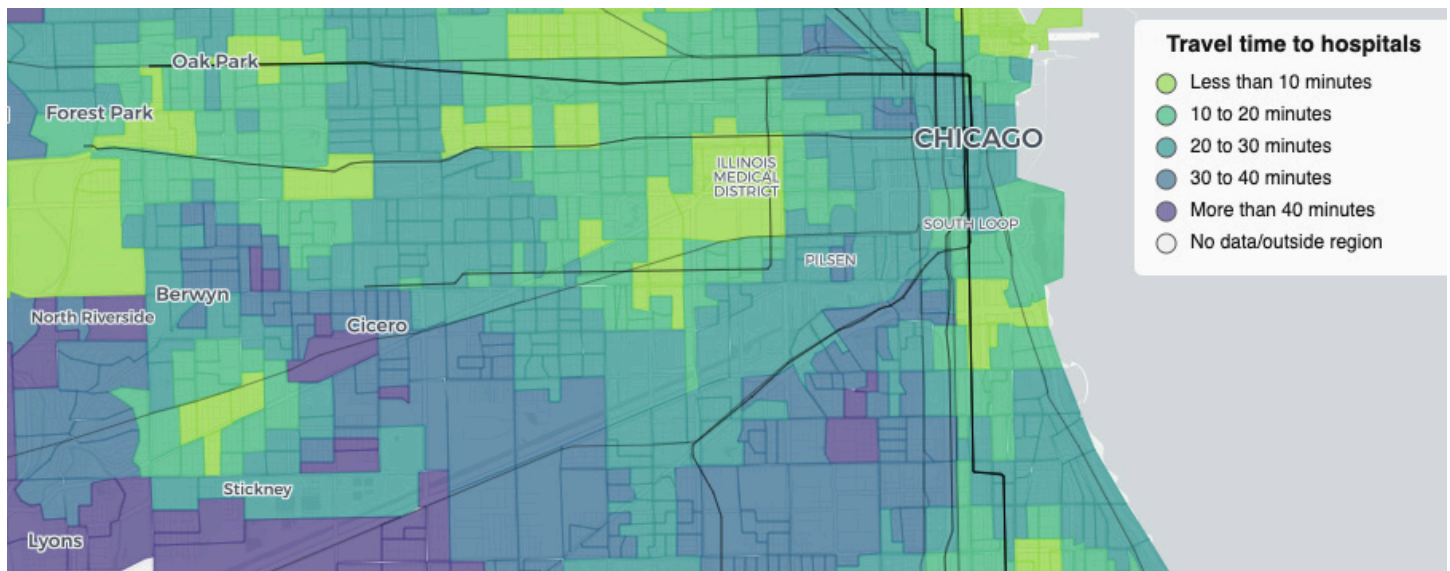 Oak Park
Forest Park
CHICAGO
ILLINOIS
MEDICAL
DISTRICT
SOUTH LOOP
PILSEN
Berwyn
North Riverside
Cicero
Stickney
Lyons
Travel time to hospitals
Less than 10 minutes
10 to 20 minutes
20 to 30 minutes
30 to 40 minutes
More than 40 minutes
No data/outside region